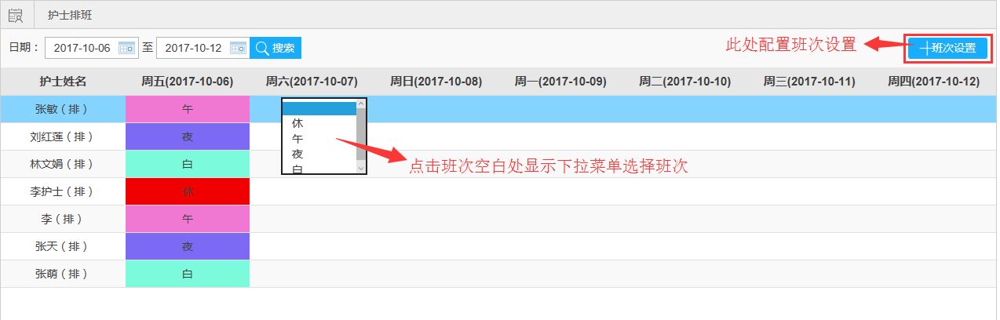 护士排班
日期： 2017-10-06 至 2017-10-12 搜索 此处配置班次设置 班次设置
护士姓名 周五(2017-10-06) 周六(2017-10-07) 周日(2017-10-08) 周一(2017-10-09) 周二(2017-10-10) 周三(2017-10-11) 周四(2017-10-12)
张敏（排） 午
休
刘红莲（排） 夜 午
夜
林文娟（排） 白 白 点击班次空白处显示下拉菜单选择班次
李护士（排） 休
李（排） 午
张天（排） 夜
张萌（排） 白